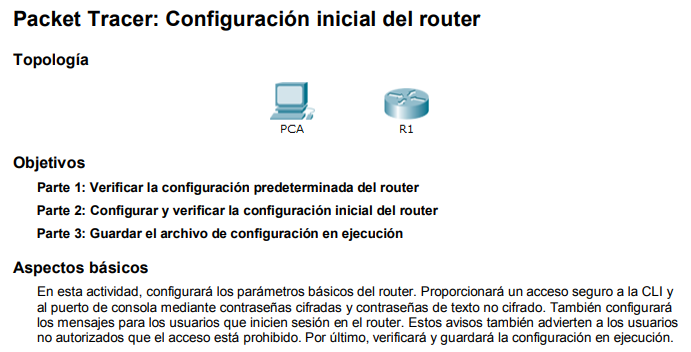 Packet Tracer: Configuración inicial del router
Topología
PCA
R1
Objetivos
Parte 1: Verificar la configuración predeterminada del router
Parte 2: Configurar y verificar la configuración inicial del router
Parte 3: Guardar el archivo de configuración en ejecución
Aspectos básicos
En esta actividad, configurará los parámetros básicos del router. Proporcionará un acceso seguro a la CLI y
al puerto de consola mediante contraseñas cifradas y contraseñas de texto no cifrado. También configurará
los mensajes para los usuarios que inicien sesión en el router. Estos avisos también advierten a los usuarios
no autorizados que el acceso está prohibido. Por último, verificará y guardará la configuración en ejecución.